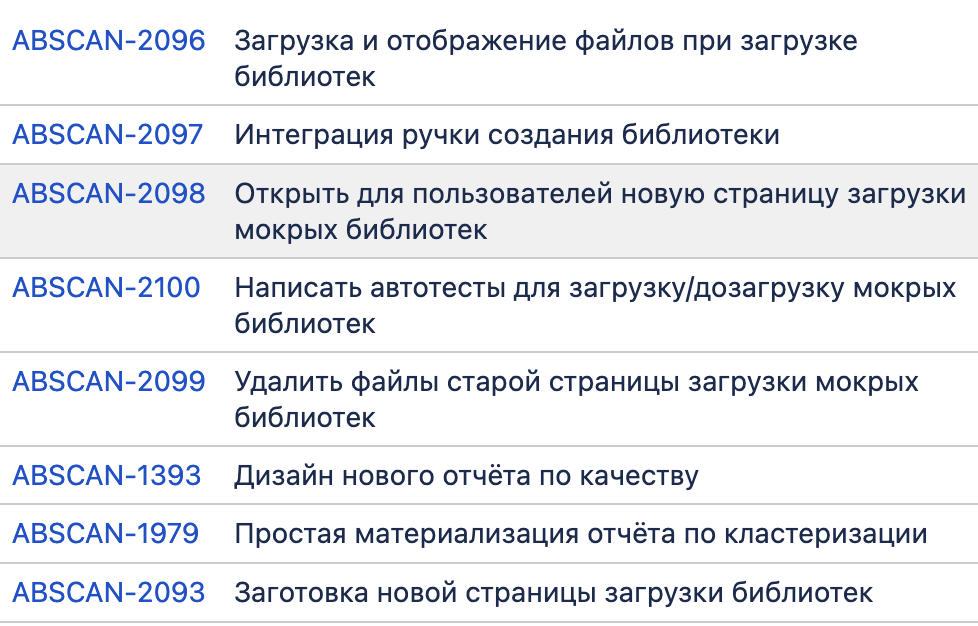 ABSCAN-2096 Загрузка и отображение файлов при загрузке
библиотек
ABSCAN-2097 Интеграция ручки создания библиотеки
ABSCAN-2098 Открыть для пользователей новую страницу загрузки
мокрых библиотек
ABSCAN-2100 Написать автотесты для загрузку/дозагрузку мокрых
библиотек
ABSCAN-2099 Удалить файлы старой страницы загрузки мокрых
библиотек
ABSCAN-1393 Дизайн нового отчёта по качеству
ABSCAN-1979 Простая материализация отчёта по кластеризации
ABSCAN-2093 Заготовка новой страницы загрузки библиотек